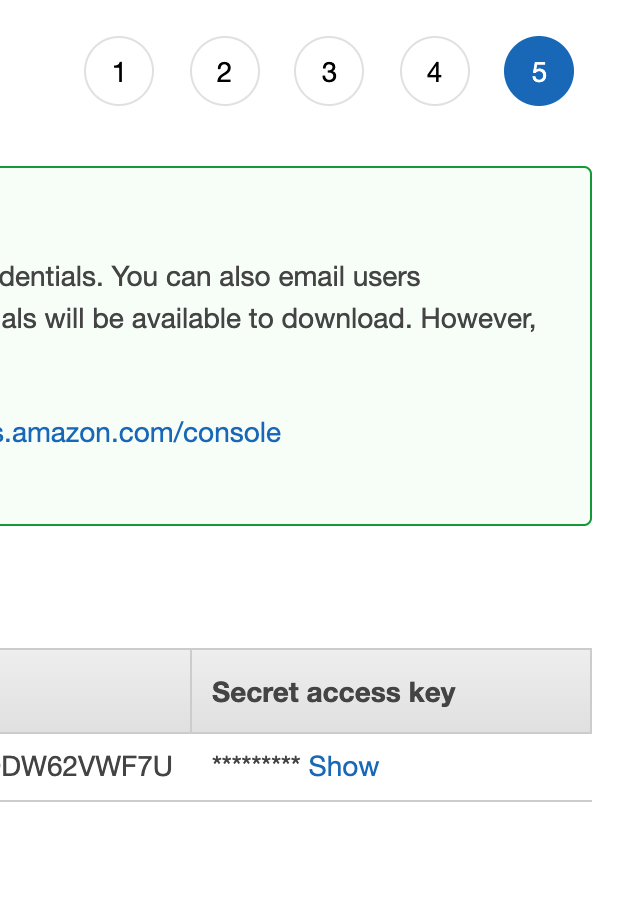 1 2 3 4 5
dentials. You can also email users
als will be available to download. However,
s.amazon.com/console
Secret access key
DW62VWF7U ********* Show